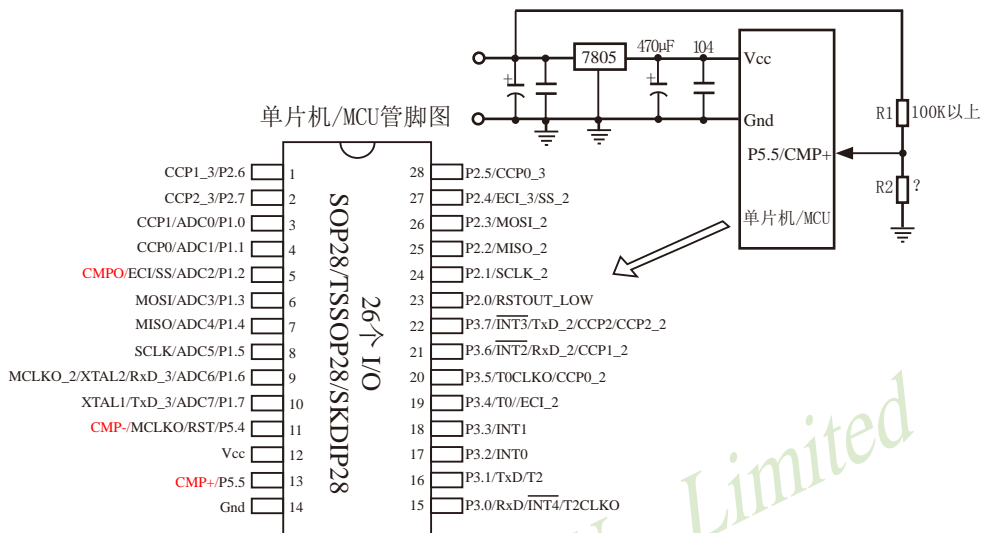 7805
470μF
104
Vcc
Gnd
P5.5/CMP+
单片机/MCU
R1
100K以上
R2
?
单片机/MCU管脚图
CCP1_3/P2.6
1
28
P2.5/CCP0_3
CCP2_3/P2.7
2
27
P2.4/ECI_3/SS_2
CCP1/ADC0/P1.0
3
26
P2.3/MOSI_2
CCP0/ADC1/P1.1
4
25
P2.2/MISO_2
CMPO/ECI/SS/ADC2/P1.2
5
24
P2.1/SCLK_2
MOSI/ADC3/P1.3
6
23
P2.0/RSTOUT_LOW
MISO/ADC4/P1.4
7
22
P3.7/INT3/TxD_2/CCP2/CCP2_2
SCLK/ADC5/P1.5
8
21
P3.6/INT2/RxD_2/CCP1_2
MCLKO_2/XTAL2/RxD_3/ADC6/P1.6
9
20
P3.5/T0CLKO/CCP0_2
XTAL1/TxD_3/ADC7/P1.7
10
19
P3.4/T0//ECI_2
CMP-/MCLKO/RST/P5.4
11
18
P3.3/INT1
Vcc
12
17
P3.2/INT0
CMP+/P5.5
13
16
P3.1/TxD/T2
Gnd
14
15
P3.0/RxD/INT4/T2CLKO
26个 I/O
SOP28/TSSOP28/SKDIP28
Limited